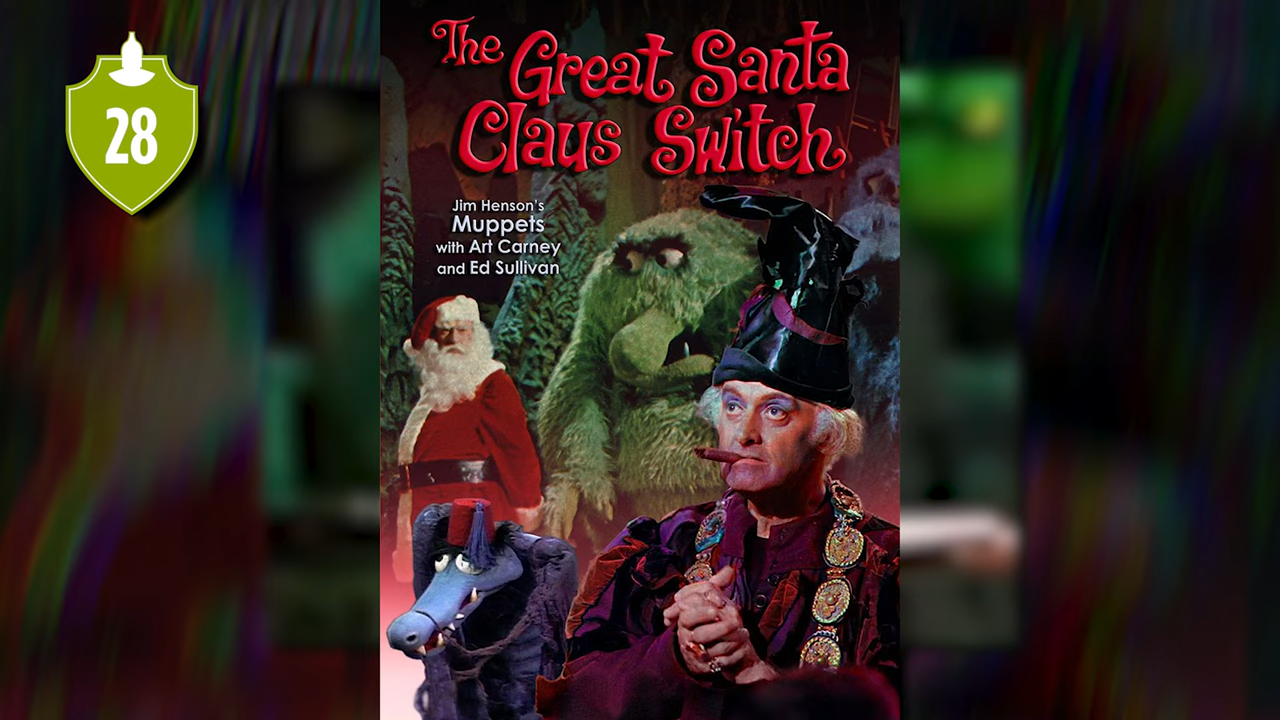 28
The
Great Santa
Claus Switch
Jim Henson's
Muppets
with Art Carney
and Ed Sullivan